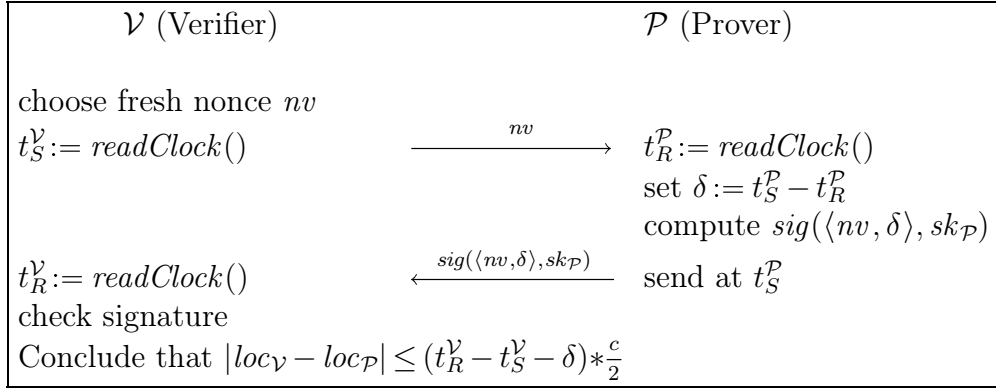 𝒱 (Verifier) 𝒫 (Prover)
choose fresh nonce nv
t_S^𝒱 := readClock() nv t_R^𝒫 := readClock()
set δ := t_S^𝒫 − t_R^𝒫
compute sig(⟨nv, δ⟩, sk_𝒫)
t_R^𝒱 := readClock() sig(⟨nv,δ⟩,sk_𝒫) send at t_S^𝒫
check signature
Conclude that |loc_𝒱 − loc_𝒫| ≤ (t_R^𝒱 − t_S^𝒱 − δ) * c/2